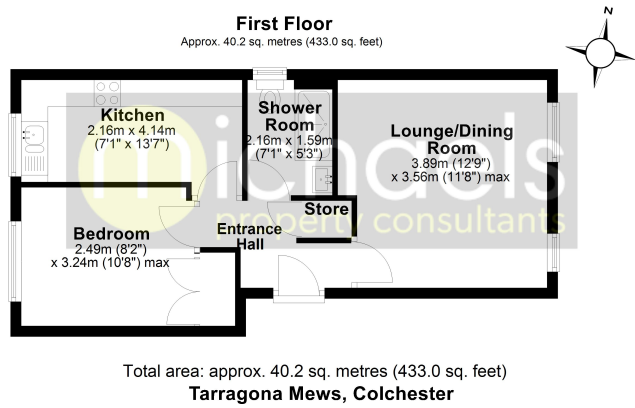 First Floor
Approx. 40.2 sq. metres (433.0 sq. feet)
N
Kitchen
2.16m x 4.14m
(7'1" x 13'7")
Shower
Room
2.16m x 1.59m
(7'1" x 5'3")
Lounge/Dining
Room
3.89m (12'9")
x 3.56m (11'8") max
michaels
property consultants
Store
Entrance
Hall
Bedroom
2.49m (8'2")
x 3.24m (10'8") max
Total area: approx. 40.2 sq. metres (433.0 sq. feet)
Tarragona Mews, Colchester